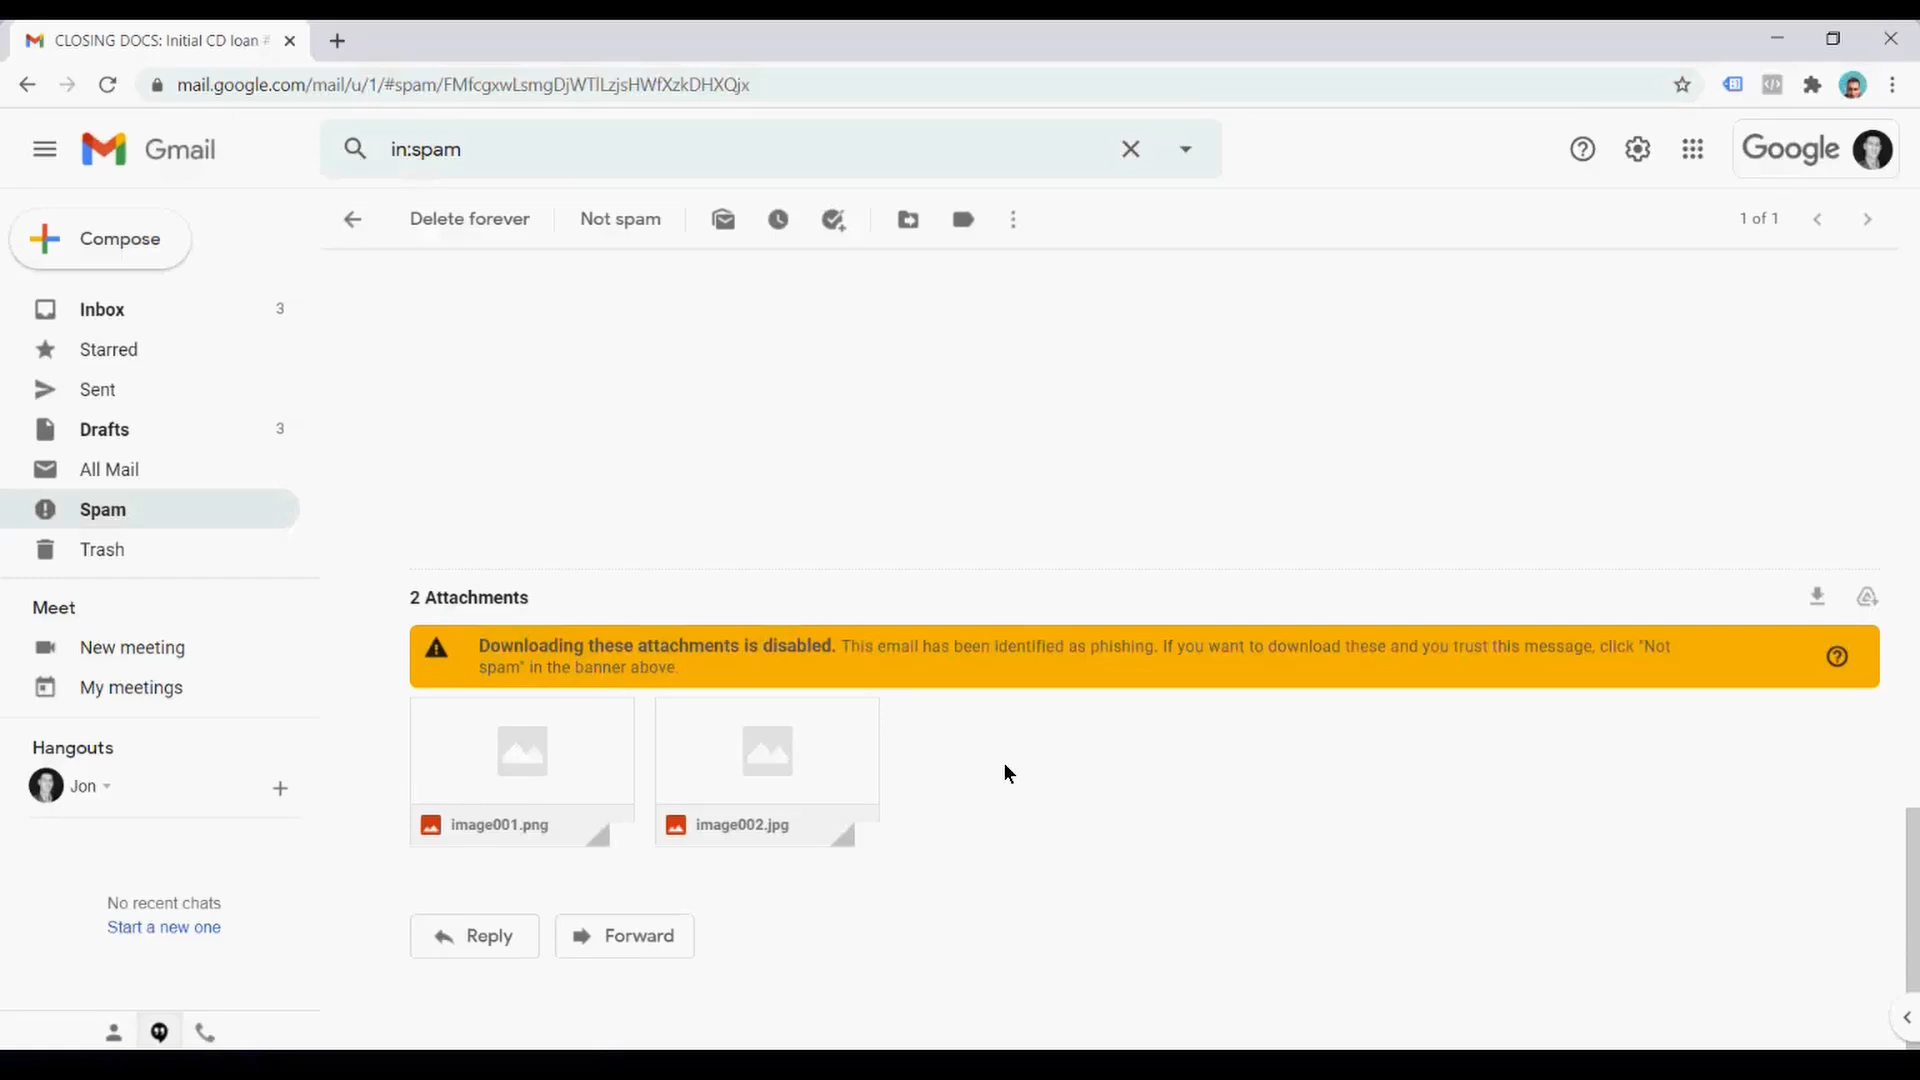 CLOSING DOCS: Initial CD loan #
mail.google.com/mail/u/1/#spam/FMfcgxwLsmgDjWTlLzjsHWfXzkDHXQjx
Gmail
in:spam
Google
Compose
Delete forever
Not spam
1 of 1
Inbox 3
Starred
Sent
Drafts 3
All Mail
Spam
Trash
Meet
New meeting
My meetings
Hangouts
Jon
No recent chats
Start a new one
2 Attachments
Downloading these attachments is disabled. This email has been identified as phishing. If you want to download these and you trust this message, click "Not
spam" in the banner above.
image001.png
image002.jpg
Reply
Forward